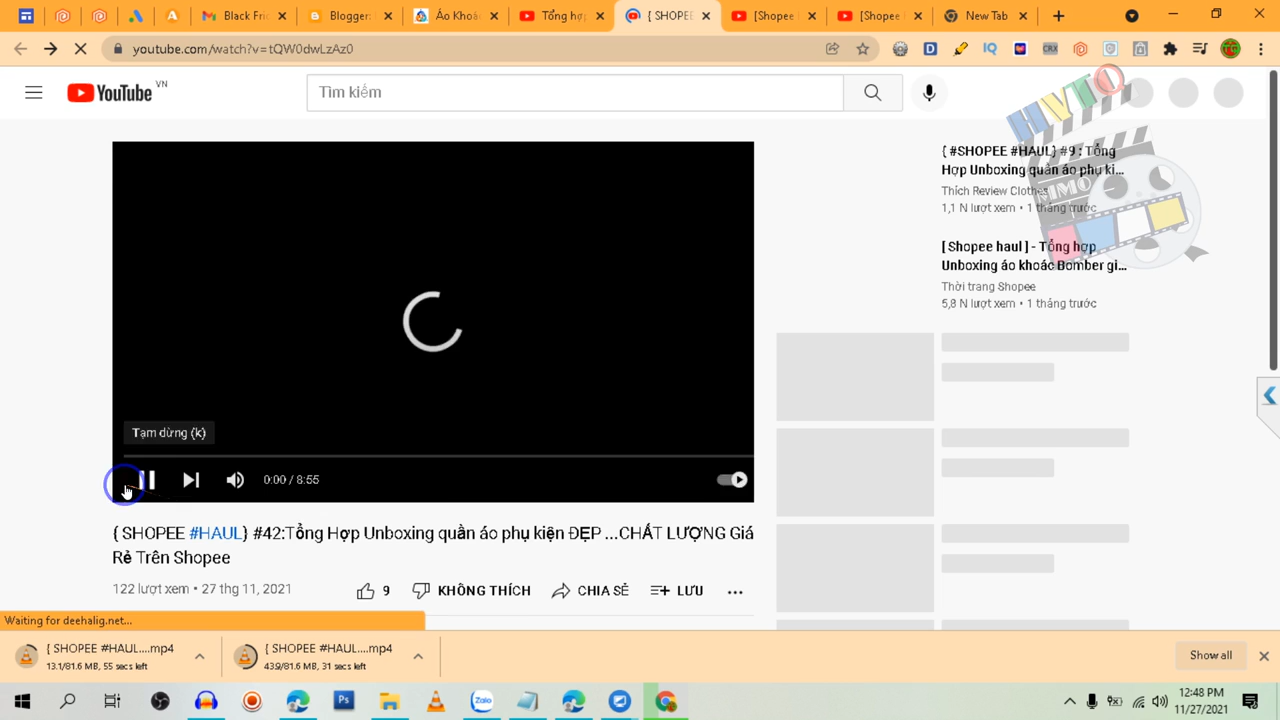 Black Fri
Blogger:
Áo Khoá
Tổng hợ
{ SHOPE
[Shopee
[Shopee
New Tab
youtube.com/watch?v=tQW0dwLzAz0
YouTube VN
Tìm kiếm
HVTO
SIMO
{ #SHOPEE #HAUL} #9 : Tổng
Hợp Unboxing quần áo phụ ki...
Thích Review Clothes
1,1 N lượt xem • 1 tháng trước
[ Shopee haul ] - Tổng hợp
Unboxing áo khoác Bomber gi...
Thời trang Shopee
5,8 N lượt xem • 1 tháng trước
Tạm dừng (k)
0:00 / 8:55
{ SHOPEE #HAUL} #42:Tổng Hợp Unboxing quần áo phụ kiện ĐẸP ...CHẤT LƯỢNG Giá
Rẻ Trên Shopee
122 lượt xem • 27 thg 11, 2021
9
KHÔNG THÍCH
CHIA SẺ
LƯU
Waiting for deehalig.net...
{ SHOPEE #HAUL....mp4
13.1/81.6 MB, 55 secs left
{ SHOPEE #HAUL....mp4
43.9/81.6 MB, 31 secs left
Show all
12:48 PM
11/27/2021